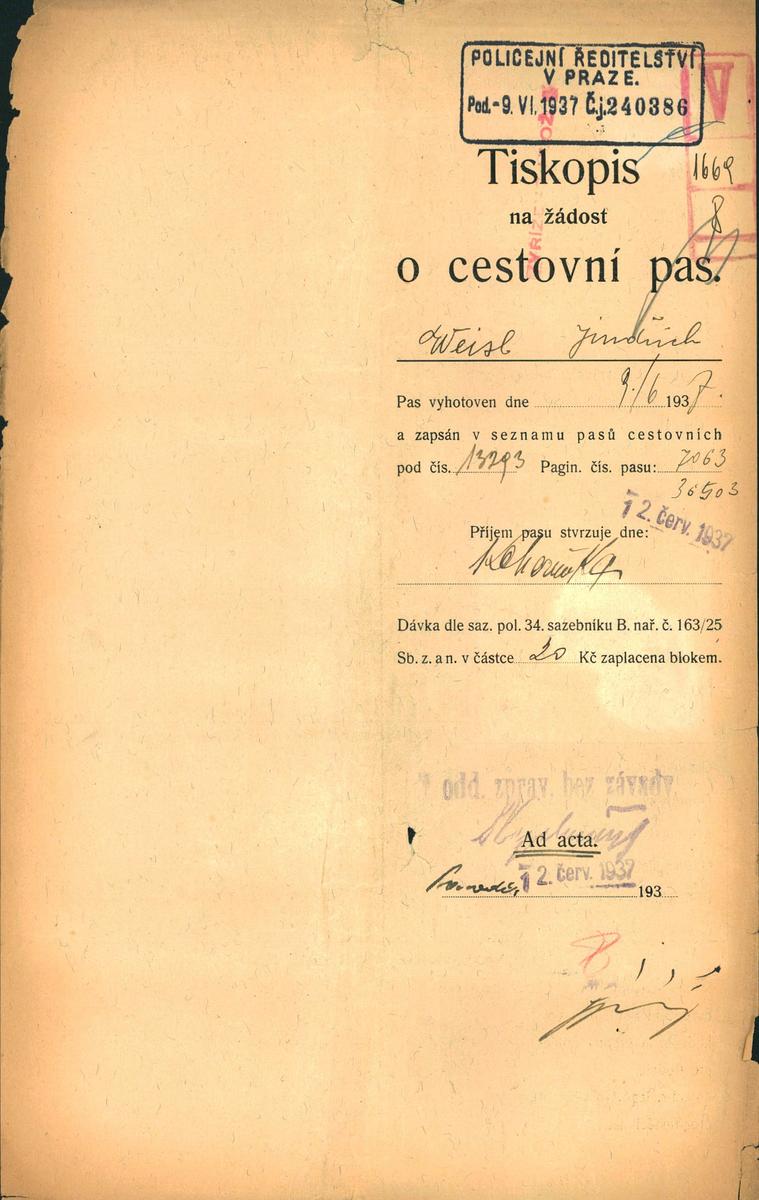 POLICEJNÍ ŘEDITELSTVÍ
V PRAZE.
Pod.-9. VI. 1937 Č.j. 240386
V
1669
8
Tiskopis
na žádost
o cestovní pas.
Weisl Jindřich
Pas vyhotoven dne 9./6 1937.
a zapsán v seznamu pasů cestovních
pod čís. 13293 Pagin. čís. pasu: 7063
36503
12. červ. 1937
Příjem pasu stvrzuje dne:
Dávka dle saz. pol. 34. sazebníku B. nař. č. 163/25
Sb. z. a n. v částce 20 Kč zaplacena blokem.
odd. zprav. bez závady.
Ad acta.
12. červ. 1937
193